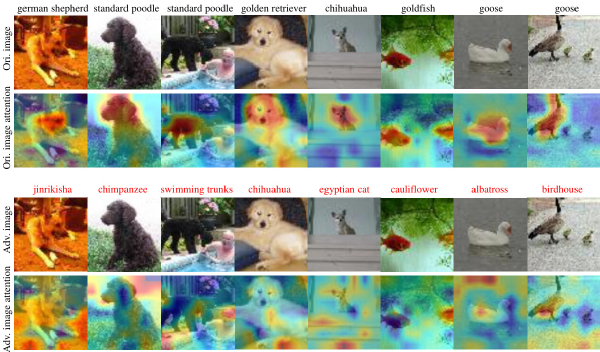 german shepherd standard poodle standard poodle golden retriever chihuahua goldfish goose goose
Ori. image
Ori. image attention
jinrikisha chimpanzee swimming trunks chihuahua egyptian cat cauliflower albatross birdhouse
Adv. image
Adv. image attention